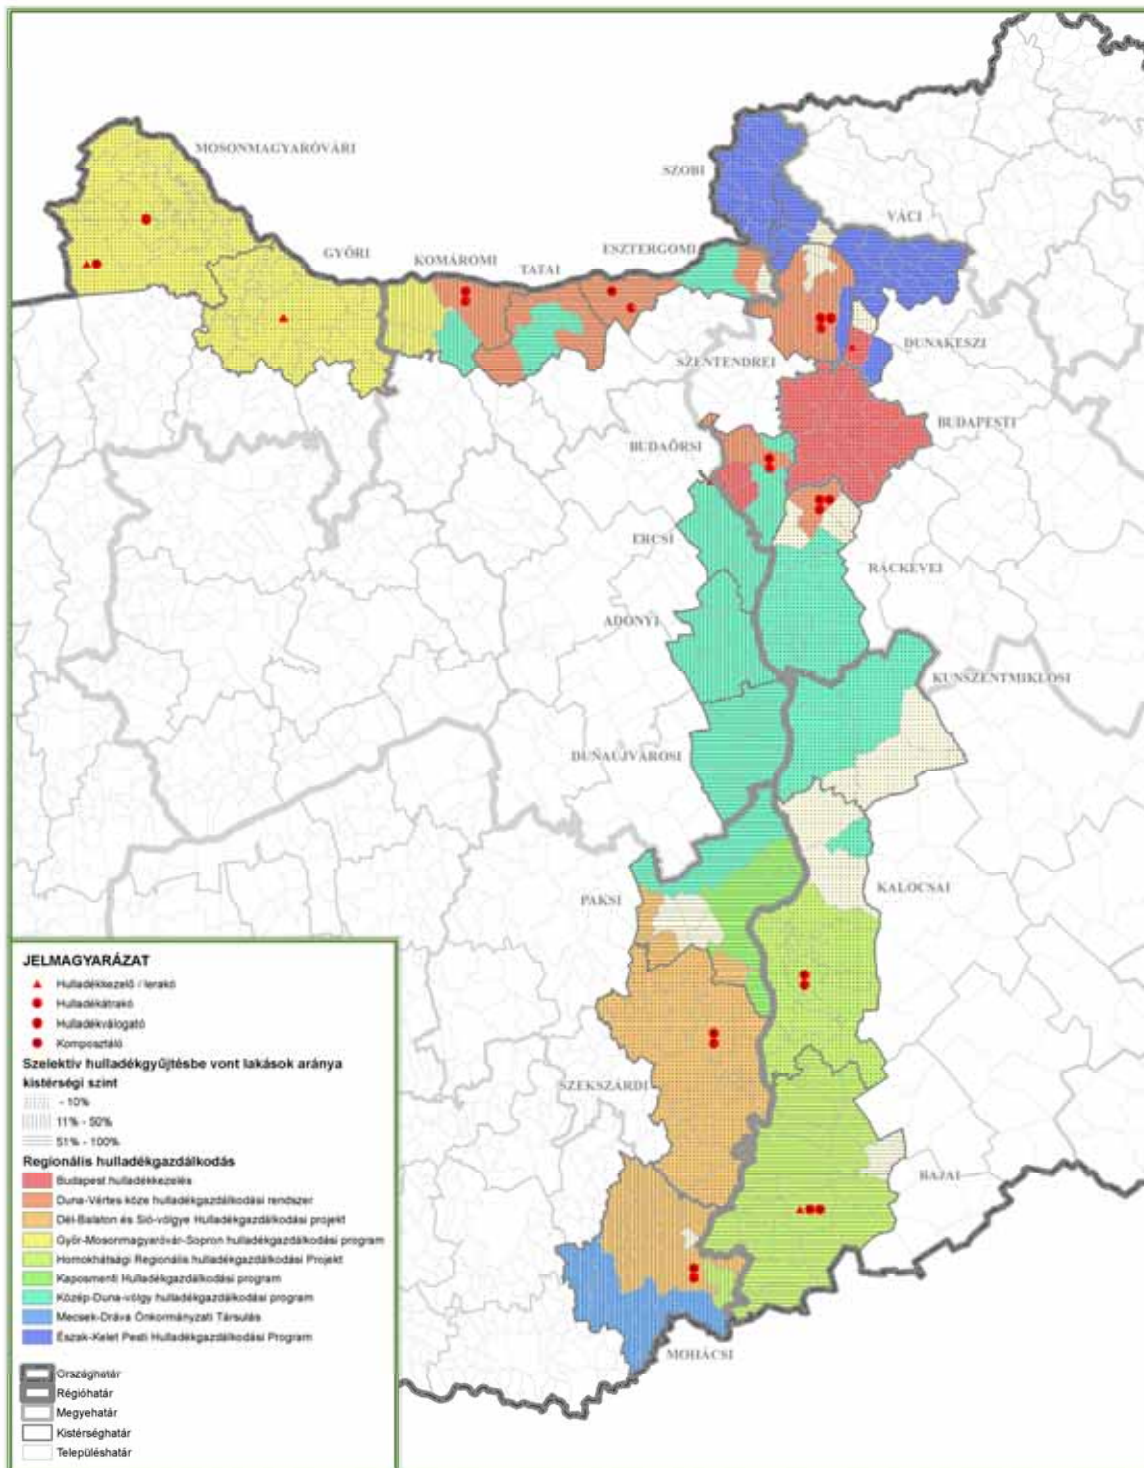 MOSONMAGYARÓVÁRI
SZOBI
VÁCI
GYŐRI
KOMÁROMI
TATAI
ESZTERGOMI
DUNAKESZI
SZENTENDREI
BUDAPESTI
BUDAÖRSI
ERCSI
RÁCKEVEI
ADONYI
KUNSZENTMIKLÓSI
DUNAÚJVÁROSI
PAKSI
KALOCSAI
SZEKSZÁRDI
BAJAI
MOHÁCSI
JELMAGYARÁZAT
Hulladékkezelő / lerakó
Hulladékátrakó
Hulladékválogató
Komposztáló
Szelektív hulladékgyűjtésbe vont lakások aránya
kistérségi szint
- 10%
11% - 50%
51% - 100%
Regionális hulladékgazdálkodás
Budapest hulladékkezelés
Duna-Vértes köze hulladékgazdálkodási rendszer
Dél-Balaton és Sió-völgye Hulladékgazdálkodási projekt
Győr-Mosonmagyaróvár-Sopron hulladékgazdálkodási program
Homokhátsági Regionális hulladékgazdálkodási Projekt
Kaposmenti Hulladékgazdálkodási program
Közép-Duna-völgy hulladékgazdálkodási program
Mecsek-Dráva Önkormányzati Társulás
Észak-Kelet Pesti Hulladékgazdálkodási Program
Országhatár
Régióhatár
Megyehatár
Kistérséghatár
Településhatár